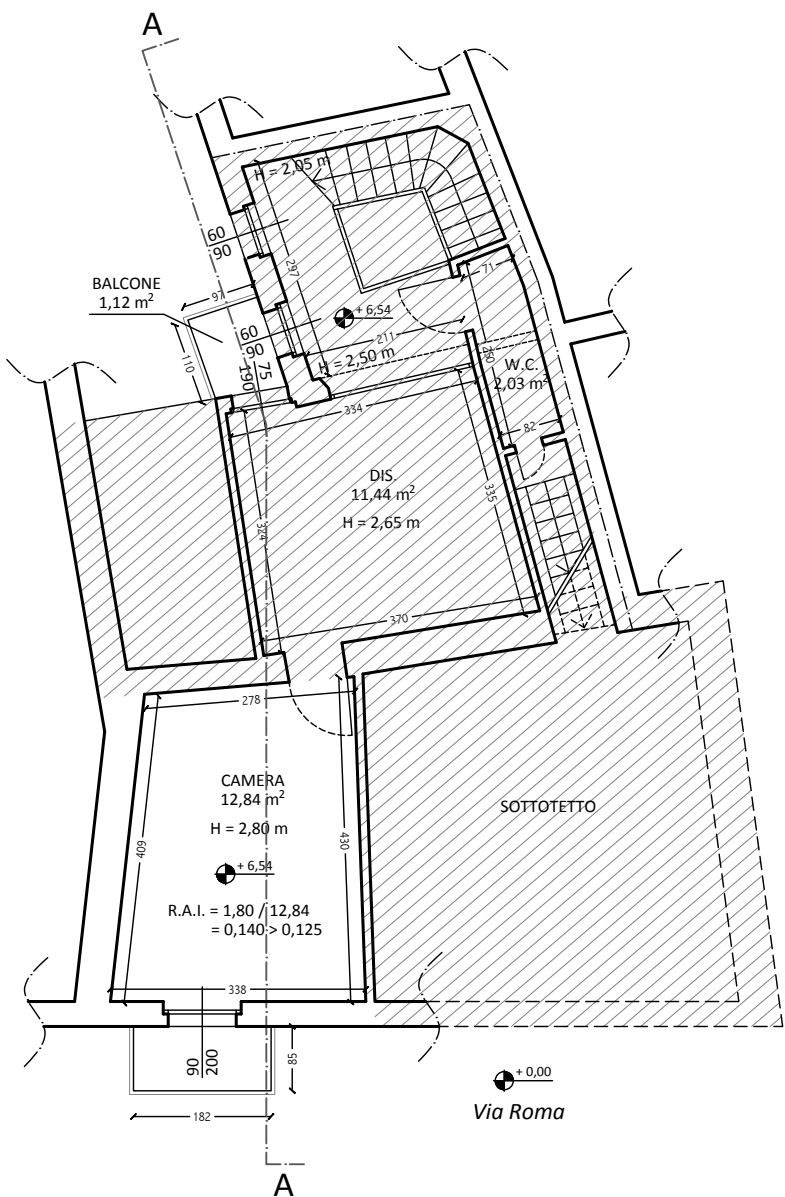 A
H = 2,05 m
60
90
297
71
BALCONE
1,12 m²
97
+ 6,54
110
60
90
211
H = 2,50 m
250
W.C.
2,03 m²
75
190
334
82
DIS.
11,44 m²
H = 2,65 m
335
324
370
278
CAMERA
12,84 m²
H = 2,80 m
409
430
+ 6,54
R.A.I. = 1,80 / 12,84
= 0,140 > 0,125
SOTTOTETTO
338
90
200
85
182
+ 0,00
Via Roma
A